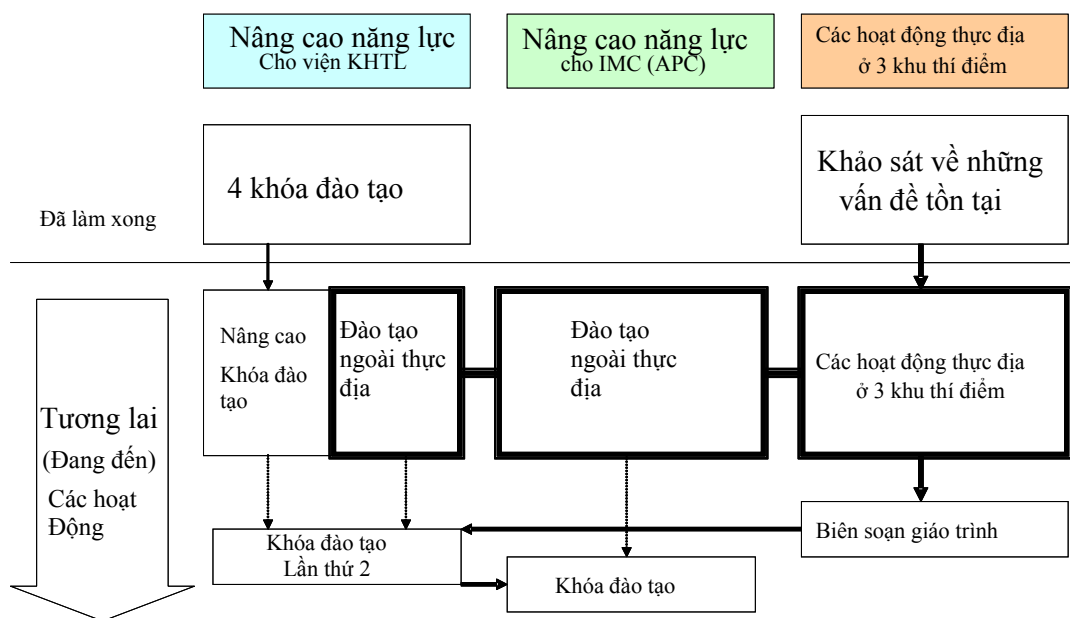 Nâng cao năng lực
Cho viện KHTL
Nâng cao năng lực
cho IMC (APC)
Các hoạt động thực địa
ở 3 khu thí điểm
4 khóa đào tạo
Khảo sát về những
vấn đề tồn tại
Đã làm xong
Nâng cao
Khóa đào
tạo
Đào tạo
ngoài thực
địa
Đào tạo
ngoài thực
địa
Các hoạt động thực địa
ở 3 khu thí điểm
Tương lai
(Đang đến)
Các hoạt
Động
Khóa đào tạo
Lần thứ 2
Biên soạn giáo trình
Khóa đào tạo